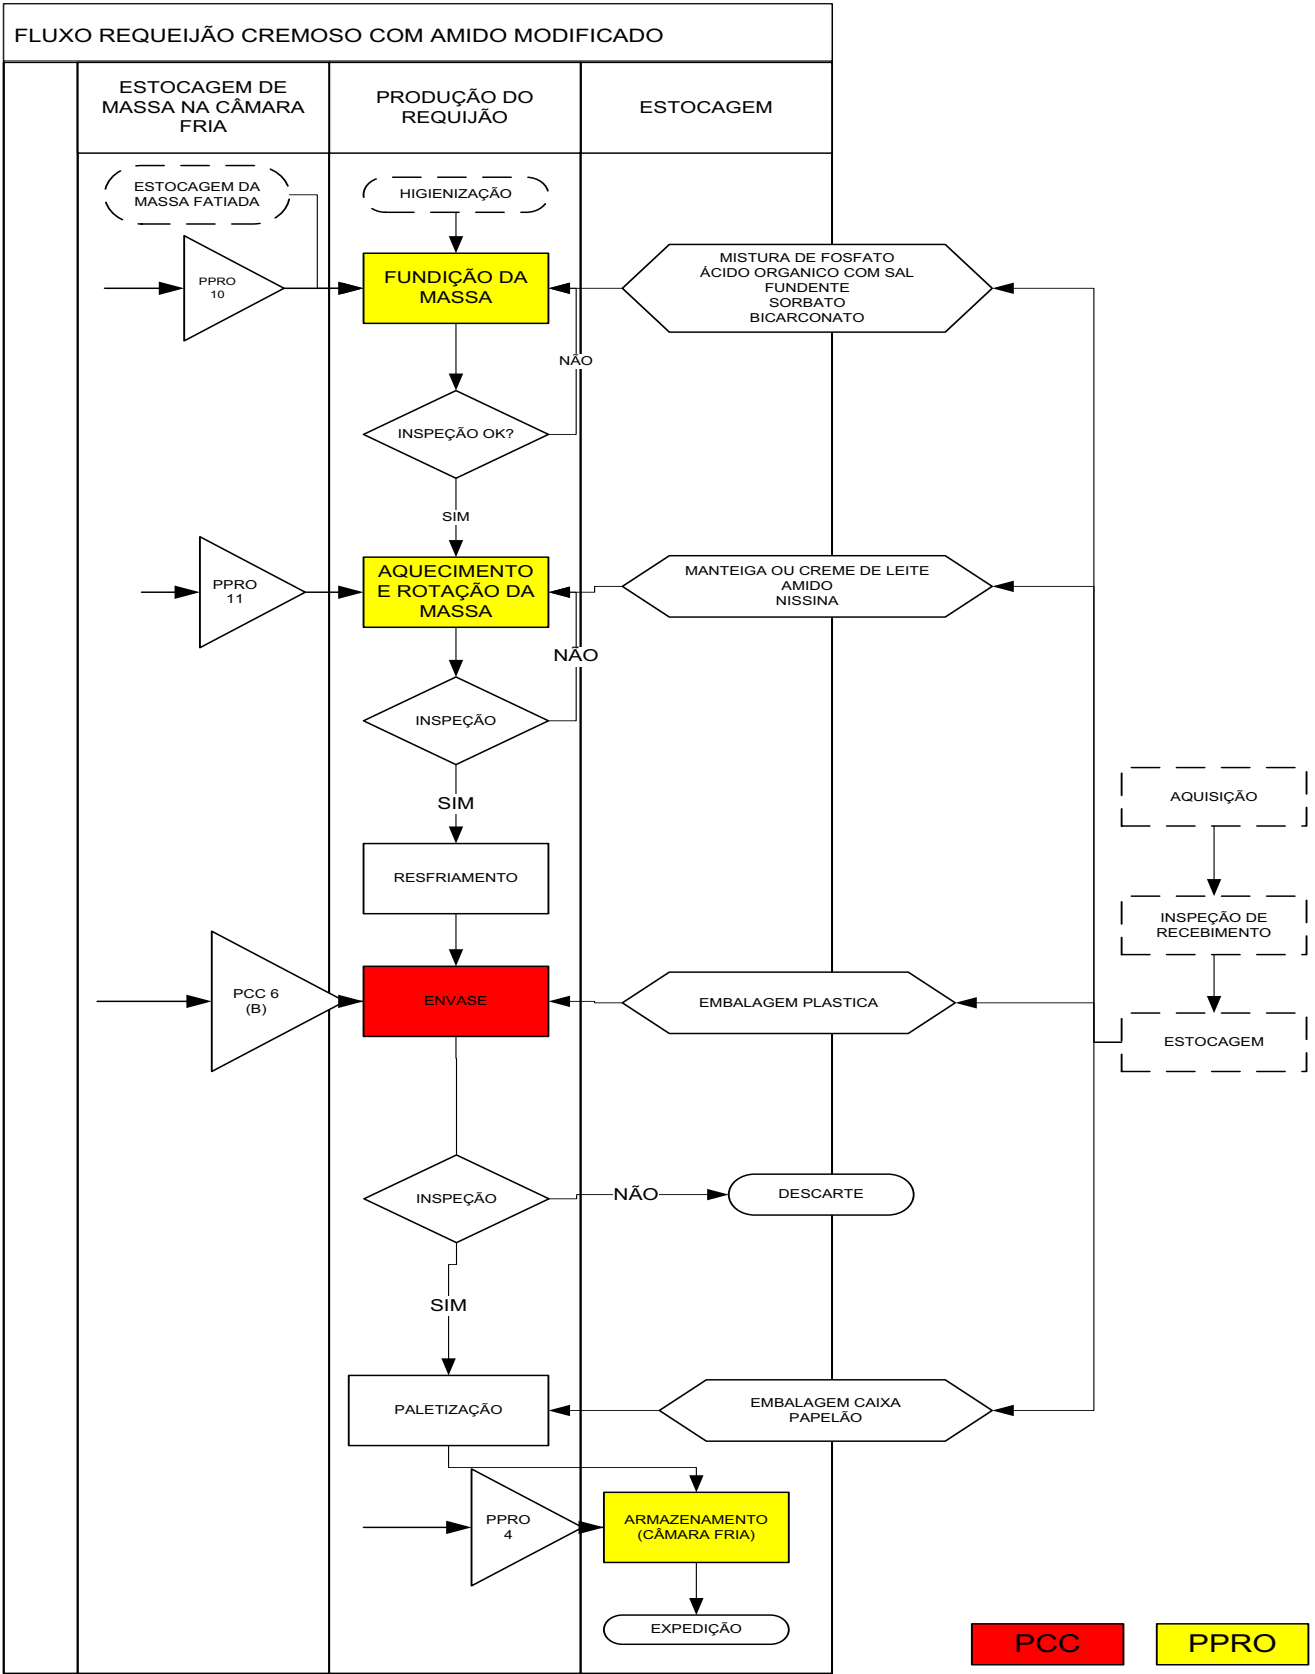 FLUXO REQUEIJÃO CREMOSO COM AMIDO MODIFICADO
ESTOCAGEM DE
MASSA NA CÂMARA
FRIA
PRODUÇÃO DO
REQUIJÃO
ESTOCAGEM
ESTOCAGEM DA
MASSA FATIADA
HIGIENIZAÇÃO
PPRO
10
FUNDIÇÃO DA
MASSA
MISTURA DE FOSFATO
ÁCIDO ORGANICO COM SAL
FUNDENTE
SORBATO
BICARCONATO
NÃO
INSPEÇÃO OK?
SIM
PPRO
11
AQUECIMENTO
E ROTAÇÃO DA
MASSA
MANTEIGA OU CREME DE LEITE
AMIDO
NISSINA
NÃO
INSPEÇÃO
SIM
AQUISIÇÃO
RESFRIAMENTO
INSPEÇÃO DE
RECEBIMENTO
PCC 6
(B)
ENVASE
EMBALAGEM PLASTICA
ESTOCAGEM
INSPEÇÃO
NÃO
DESCARTE
SIM
PALETIZAÇÃO
EMBALAGEM CAIXA
PAPELÃO
PPRO
4
ARMAZENAMENTO
(CÂMARA FRIA)
EXPEDIÇÃO
PCC
PPRO